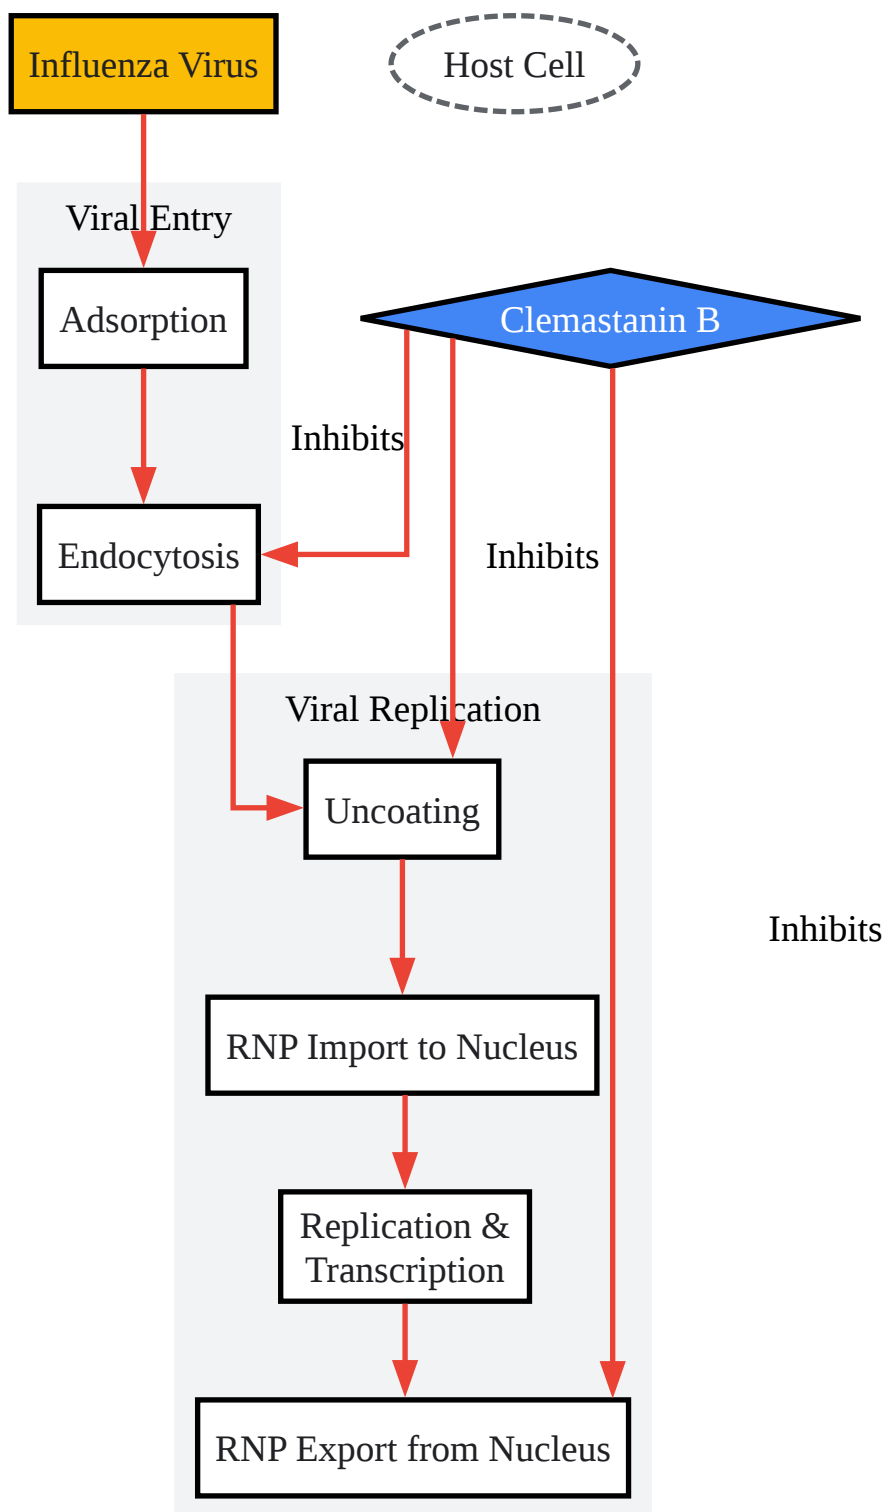 Influenza Virus
Host Cell
Viral Entry
Adsorption
Clemastanin B
Inhibits
Endocytosis
Inhibits
Viral Replication
Uncoating
Inhibits
RNP Import to Nucleus
Replication &
Transcription
RNP Export from Nucleus